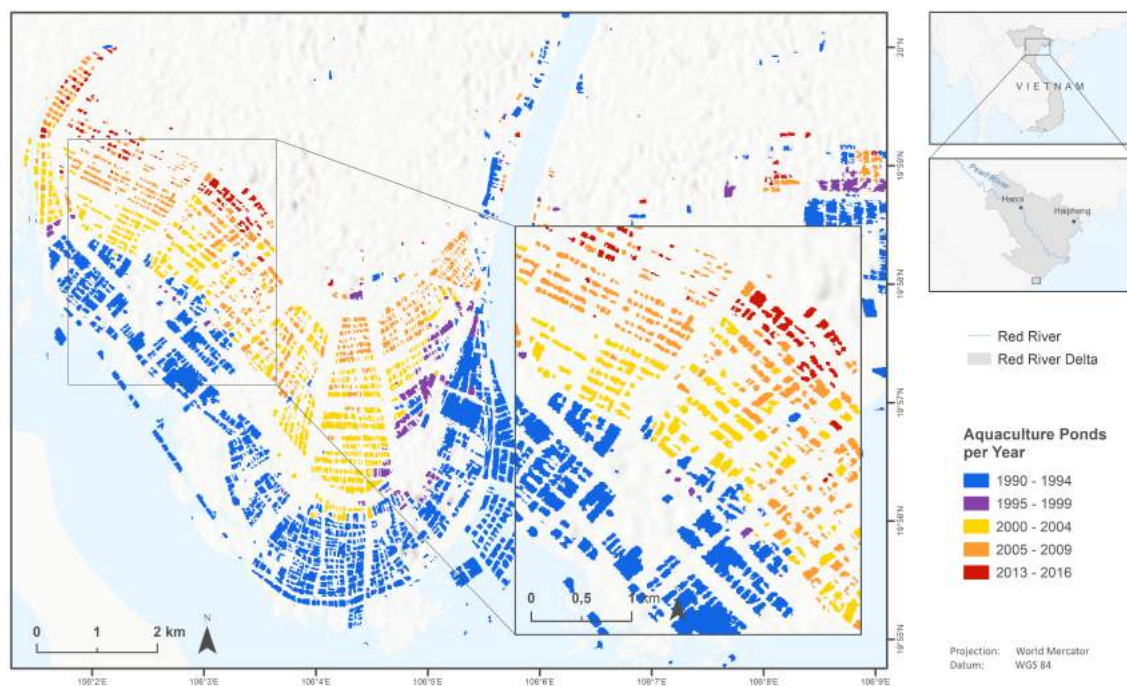 20°N
19°59'N
19°58'N
19°57'N
19°56'N
19°55'N
N
0 1 2 km
0 0,5 1 km
106°2'E 106°3'E 106°4'E 106°5'E 106°6'E 106°7'E 106°8'E 106°9'E
VIETNAM
Pearl River
Hanoi
Haiphong
Red River
Red River Delta
Aquaculture Ponds
per Year
1990 - 1994
1995 - 1999
2000 - 2004
2005 - 2009
2013 - 2016
Projection: World Mercator
Datum: WGS 84